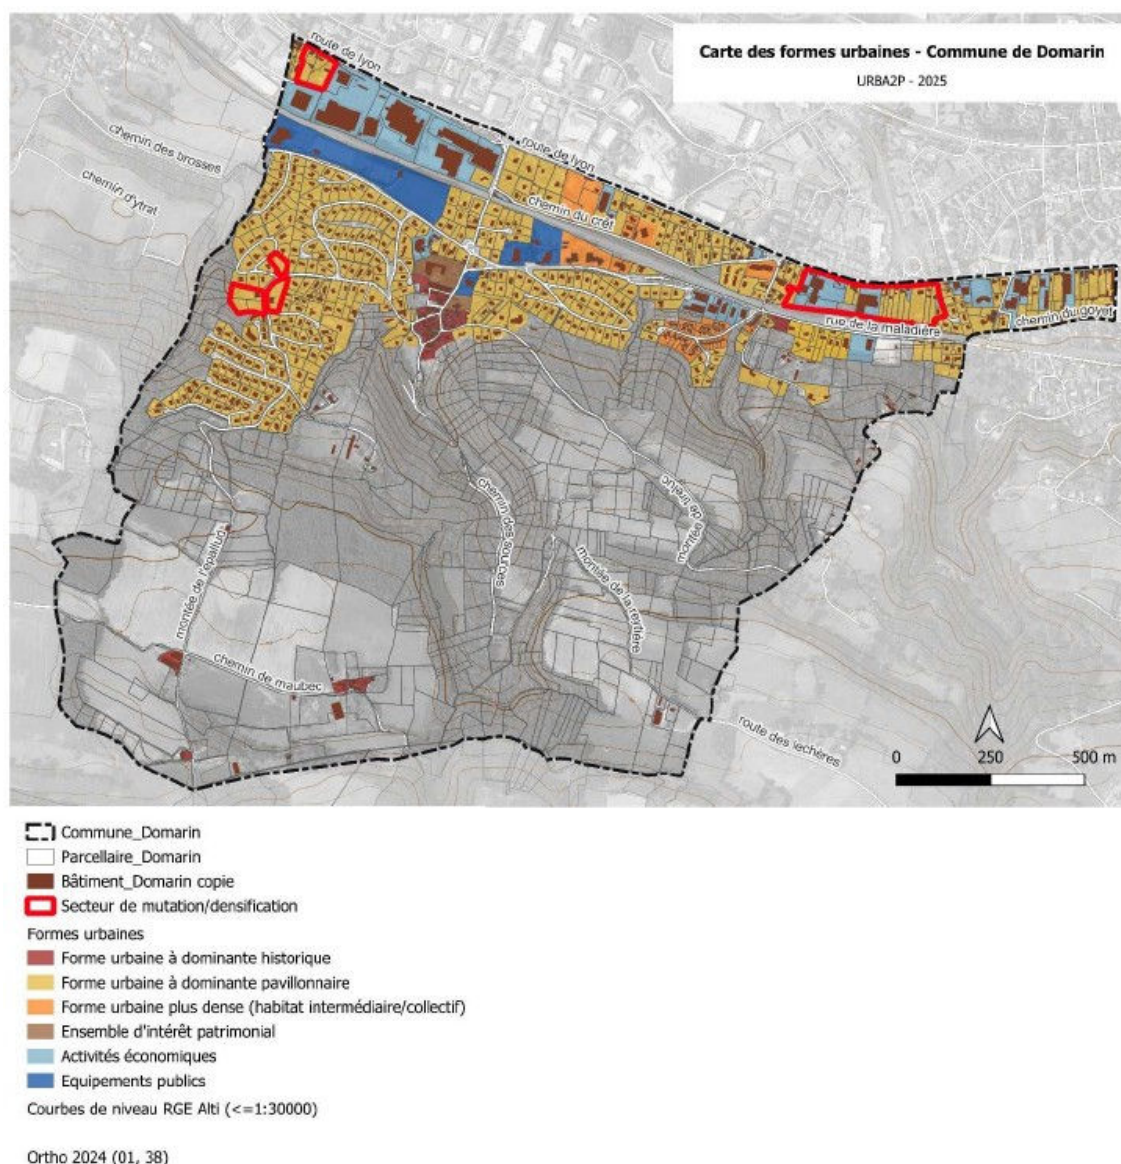 Carte des formes urbaines - Commune de Domarin
URBA2P - 2025
route de lyon
chemin des brosses
chemin d'ytrat
route de lyon
chemin du crêt
rue de la maladière
chemin du goyet
chemin des sources
montée de treluc
montée de la rertière
montée de l'epallud
chemin de maubec
route des lechères
0 250 500 m
Commune_Domarin
Parcellaire_Domarin
Bâtiment_Domarin copie
Secteur de mutation/densification
Formes urbaines
Forme urbaine à dominante historique
Forme urbaine à dominante pavillonnaire
Forme urbaine plus dense (habitat intermédiaire/collectif)
Ensemble d'intérêt patrimonial
Activités économiques
Equipements publics
Courbes de niveau RGE Alti (<=1:30000)
Ortho 2024 (01, 38)